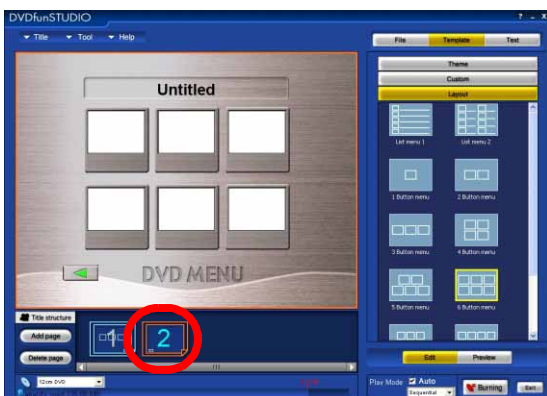 DVDfunSTUDIO ? - X
Title Tool Help
File Template Text
Theme
Custom
Layout
Untitled
List menu 1 List menu 2
1 Button menu 2 Button menu
3 Button menu 4 Button menu
5 Button menu 6 Button menu
DVD MENU
Title structure
Add page
Delete page
1 2
Edit Preview
12cm DVD
Play Mode Auto
Sequential
Burning
Exit